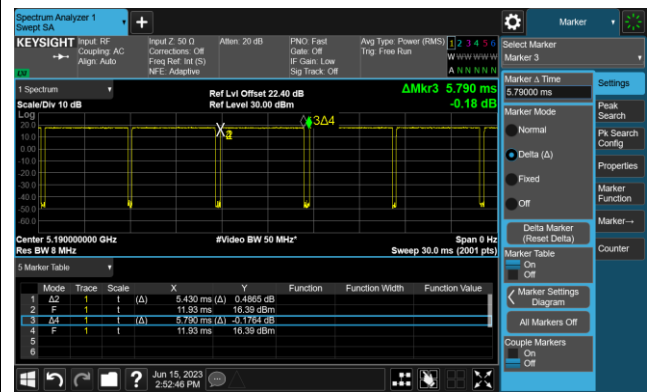 Spectrum Analyzer 1
Swept SA
Marker
KEYSIGHT
Input: RF
Coupling: AC
Align: Auto
Input Z: 50 Ω
Corrections: Off
Freq Ref: Int (S)
NFE: Adaptive
Atten: 20 dB
PNO: Fast
Gate: Off
IF Gain: Low
Sig Track: Off
Avg Type: Power (RMS)
Trig: Free Run
1 2 3 4 5 6
W W W W W W
A N N N N N
LXI
Select Marker
Marker 3
1 Spectrum
Scale/Div 10 dB
Ref Lvl Offset 22.40 dB
Ref Level 30.00 dBm
ΔMkr3 5.790 ms
-0.18 dB
Log
20.0
10.0
0.00
-10.0
-20.0
-30.0
-40.0
-50.0
-60.0
3Δ4
Center 5.190000000 GHz
Res BW 8 MHz
#Video BW 50 MHz*
Span 0 Hz
Sweep 30.0 ms (2001 pts)
5 Marker Table
Mode Trace Scale X Y Function Function Width Function Value
1 Δ2 1 t (Δ) 5.430 ms (Δ) 0.4865 dB
2 F 1 t 11.93 ms 16.39 dBm
3 Δ4 1 t (Δ) 5.790 ms (Δ) -0.1764 dB
4 F 1 t 11.93 ms 16.39 dBm
5
6
Marker Δ Time
5.79000 ms
Marker Mode
Normal
Delta (Δ)
Fixed
Off
Delta Marker
(Reset Delta)
Marker Table
On
Off
Marker Settings
Diagram
All Markers Off
Couple Markers
On
Off
Settings
Peak
Search
Pk Search
Config
Properties
Marker
Function
Marker→
Counter
Jun 15, 2023
2:52:46 PM